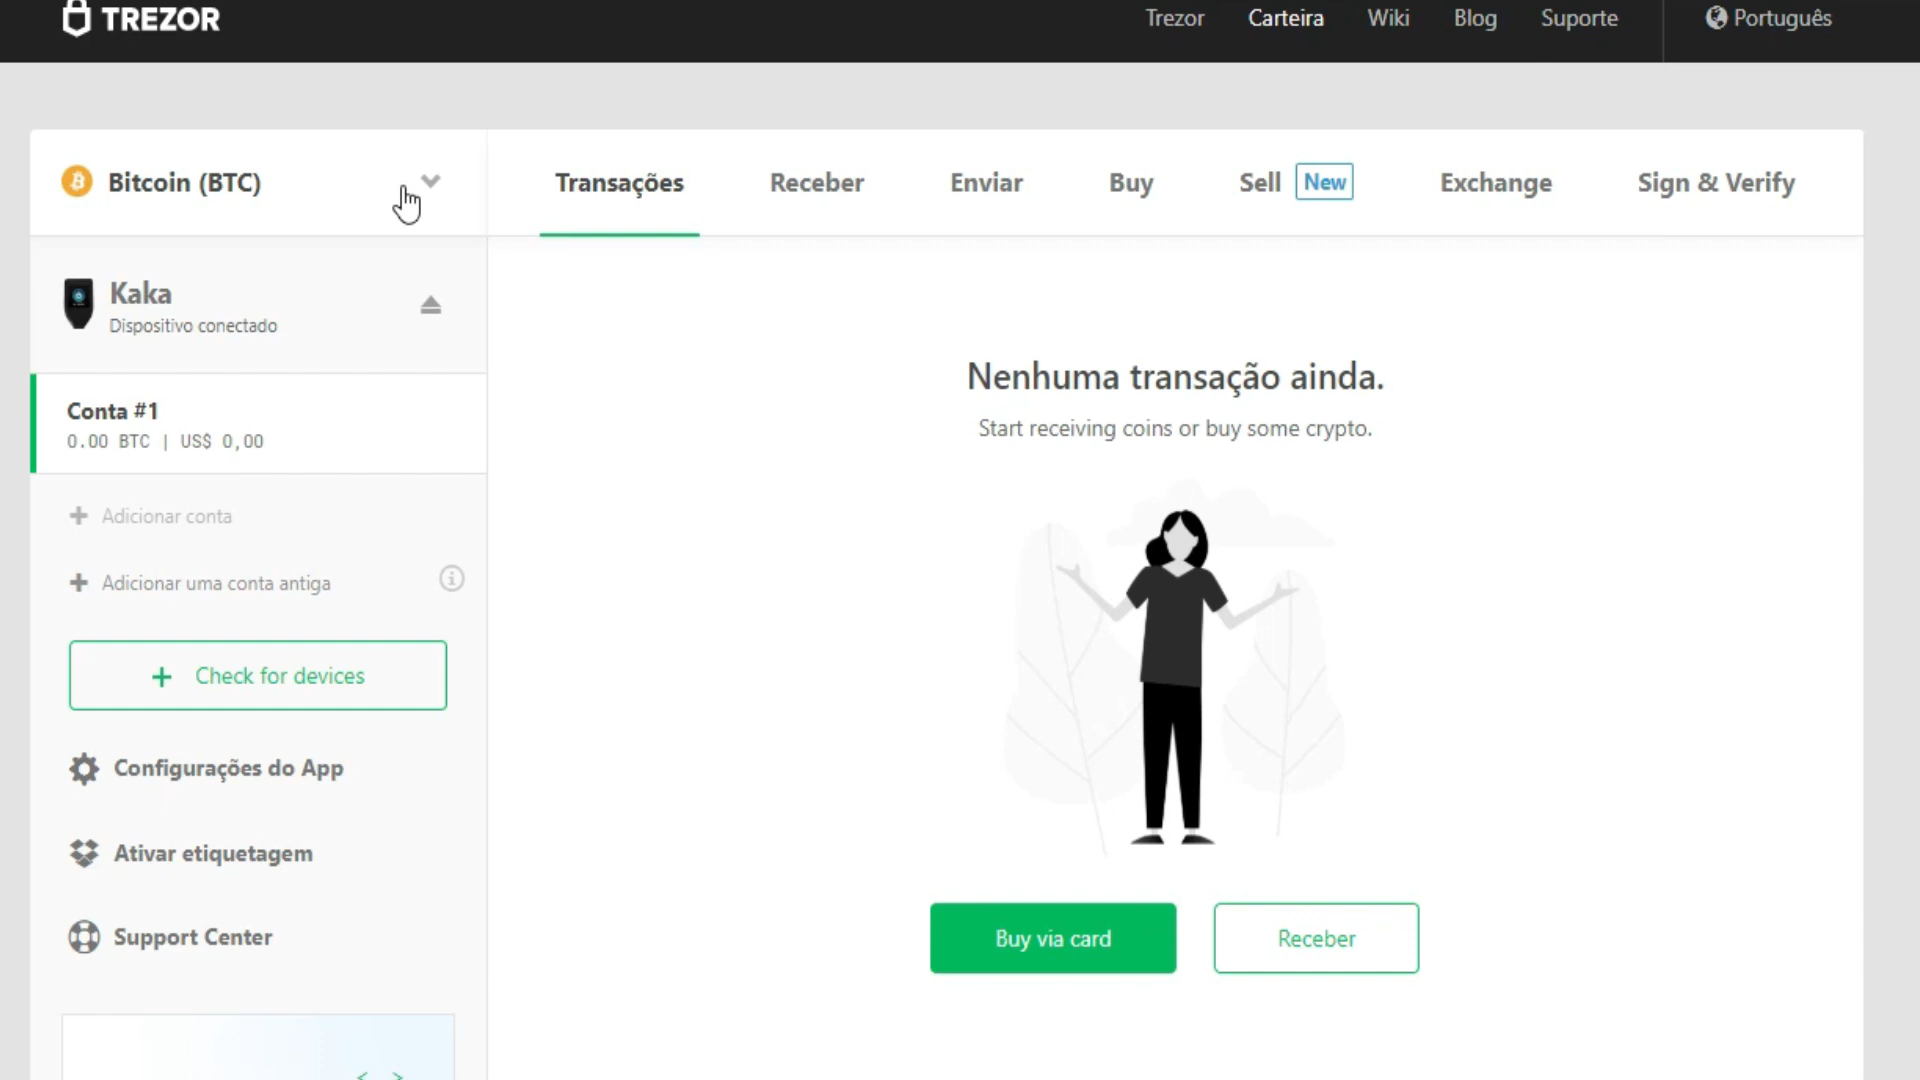 TREZOR
Trezor Carteira Wiki Blog Suporte Português
Bitcoin (BTC)
Transações Receber Enviar Buy Sell New Exchange Sign & Verify
Kaka
Dispositivo conectado
Conta #1
0.00 BTC | US$ 0,00
Adicionar conta
Adicionar uma conta antiga
Check for devices
Configurações do App
Ativar etiquetagem
Support Center
Nenhuma transação ainda.
Start receiving coins or buy some crypto.
Buy via card Receber